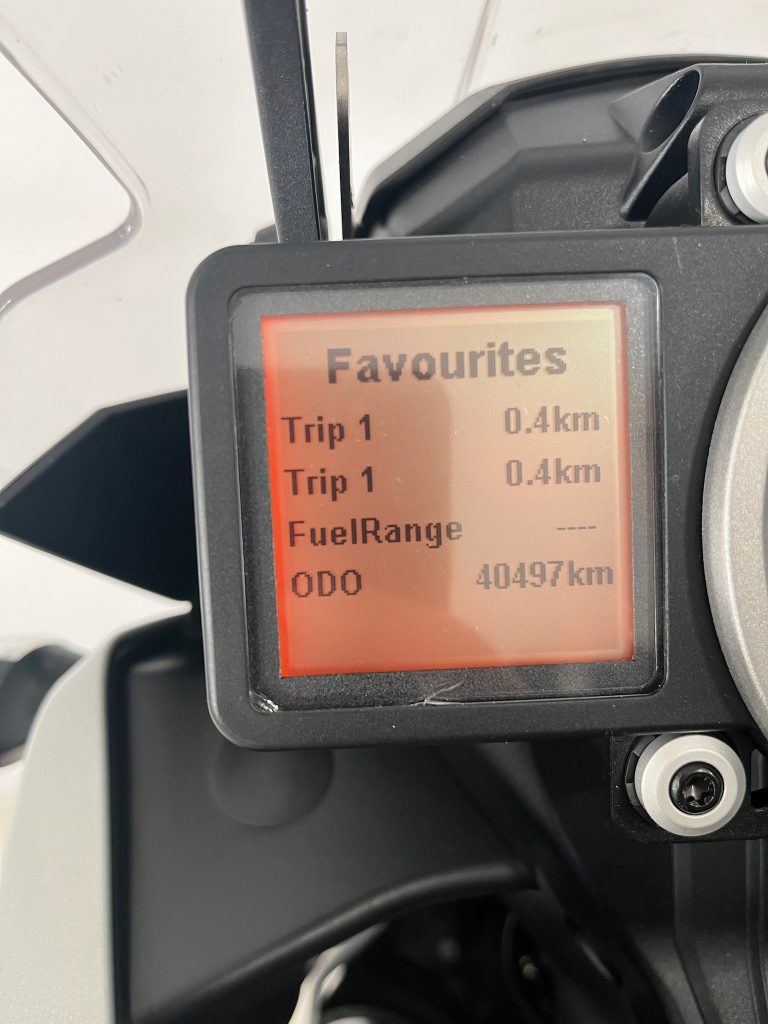 Favourites
Trip 1 0.4km
Trip 1 0.4km
FuelRange ----
ODO 40497km